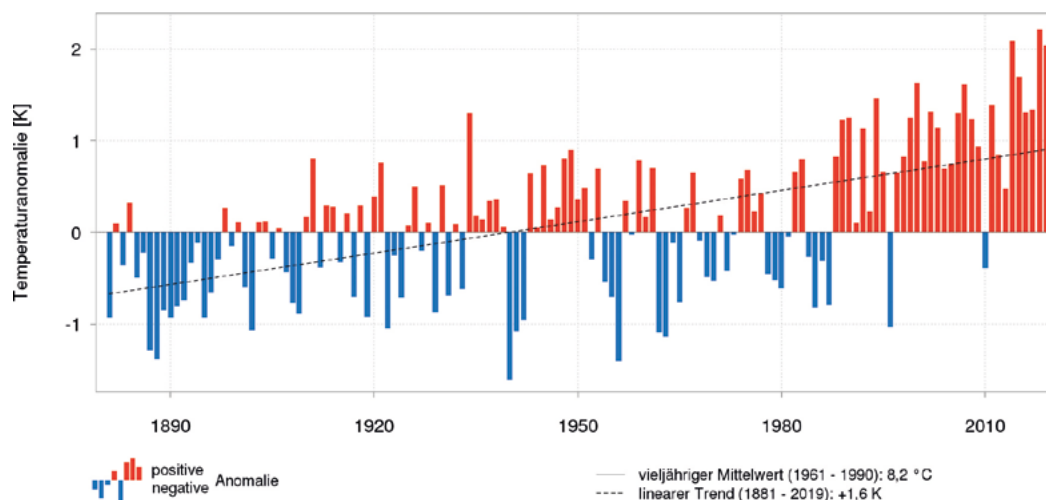 Temperaturanomalie [K]
2
1
0
-1
1890 1920 1950 1980 2010
positive
negative
Anomalie
vieljähriger Mittelwert (1961 - 1990): 8,2 °C
linearer Trend (1881 - 2019): +1,6 K